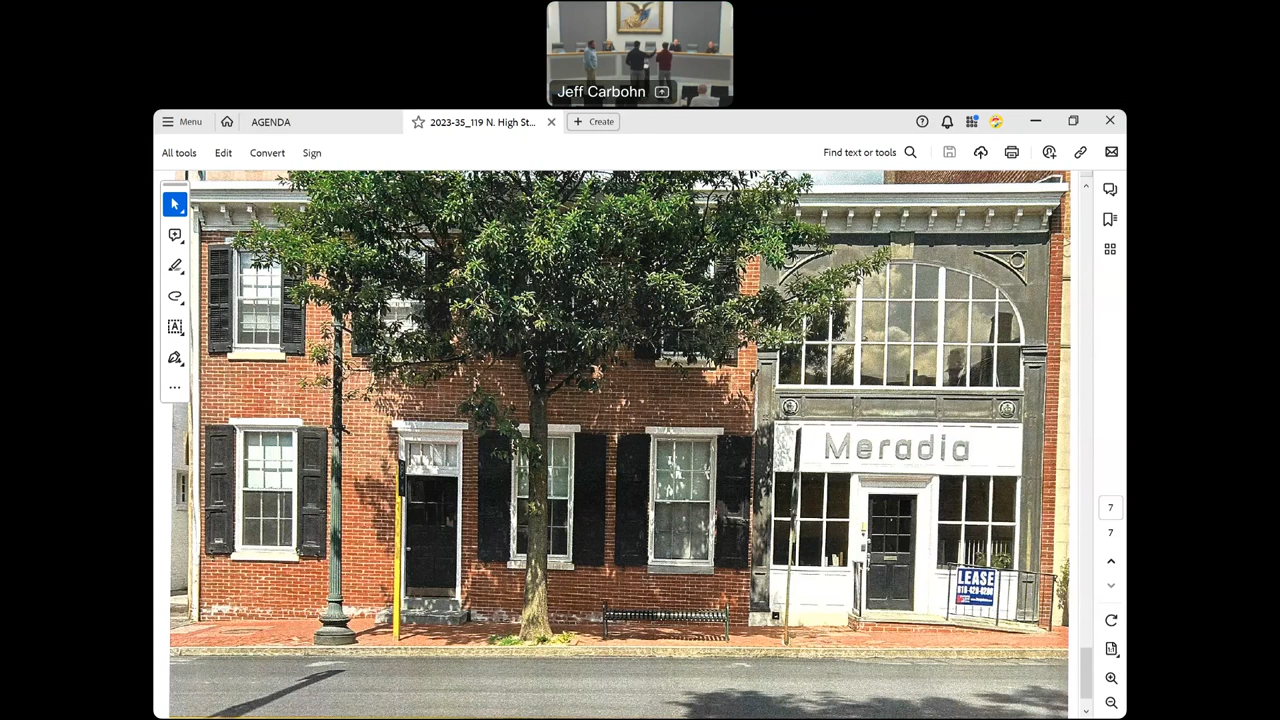 Jeff Carbohn
Menu
AGENDA
2023-35_119 N. High St...
Create
All tools
Edit
Convert
Sign
Find text or tools
A
Meradia
LEASE
7
7